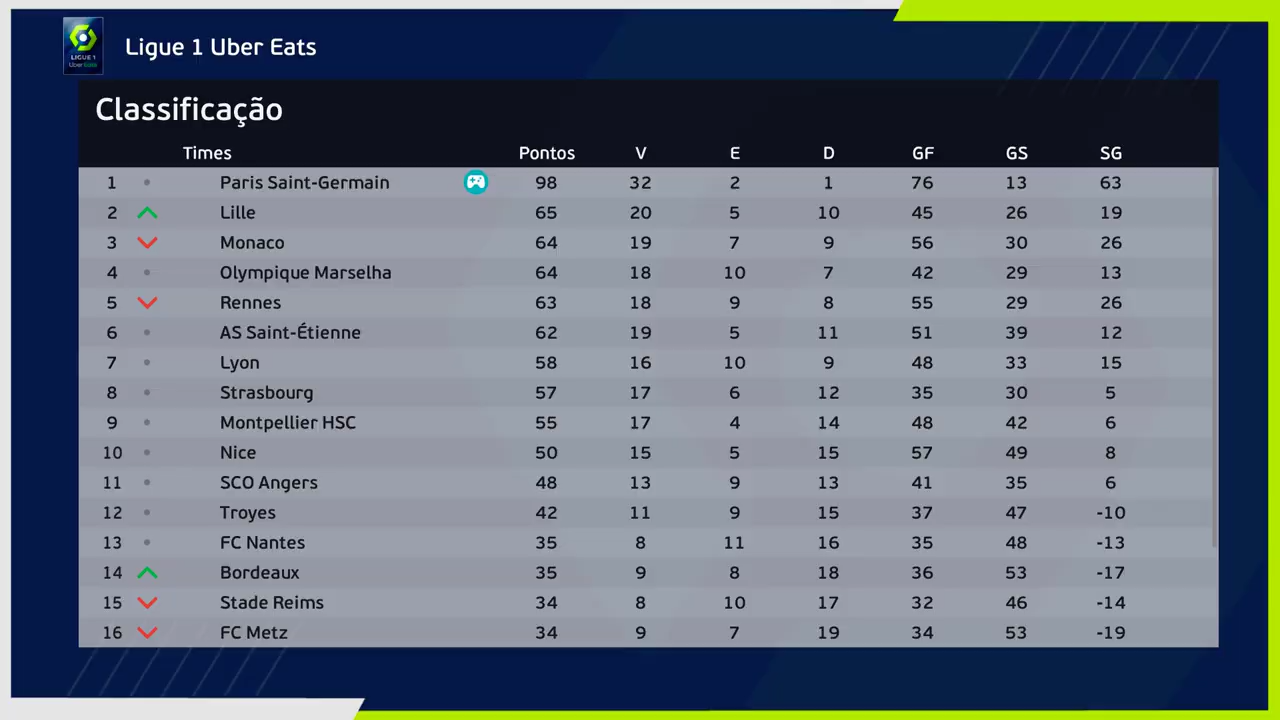 LIGUE 1
Uber Eats
Ligue 1 Uber Eats
Classificação
Times Pontos V E D GF GS SG
1 Paris Saint-Germain 98 32 2 1 76 13 63
2 Lille 65 20 5 10 45 26 19
3 Monaco 64 19 7 9 56 30 26
4 Olympique Marselha 64 18 10 7 42 29 13
5 Rennes 63 18 9 8 55 29 26
6 AS Saint-Étienne 62 19 5 11 51 39 12
7 Lyon 58 16 10 9 48 33 15
8 Strasbourg 57 17 6 12 35 30 5
9 Montpellier HSC 55 17 4 14 48 42 6
10 Nice 50 15 5 15 57 49 8
11 SCO Angers 48 13 9 13 41 35 6
12 Troyes 42 11 9 15 37 47 -10
13 FC Nantes 35 8 11 16 35 48 -13
14 Bordeaux 35 9 8 18 36 53 -17
15 Stade Reims 34 8 10 17 32 46 -14
16 FC Metz 34 9 7 19 34 53 -19